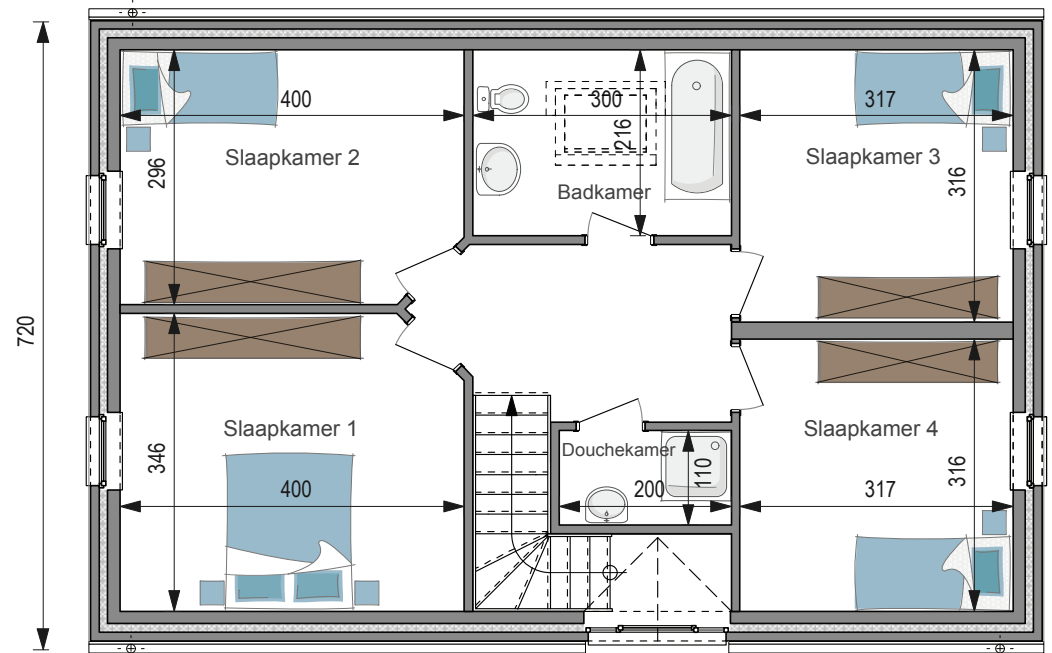 400
300
317
216
Slaapkamer 2
Slaapkamer 3
296
Badkamer
316
720
Slaapkamer 1
Slaapkamer 4
Douchekamer
346
110
316
400
200
317